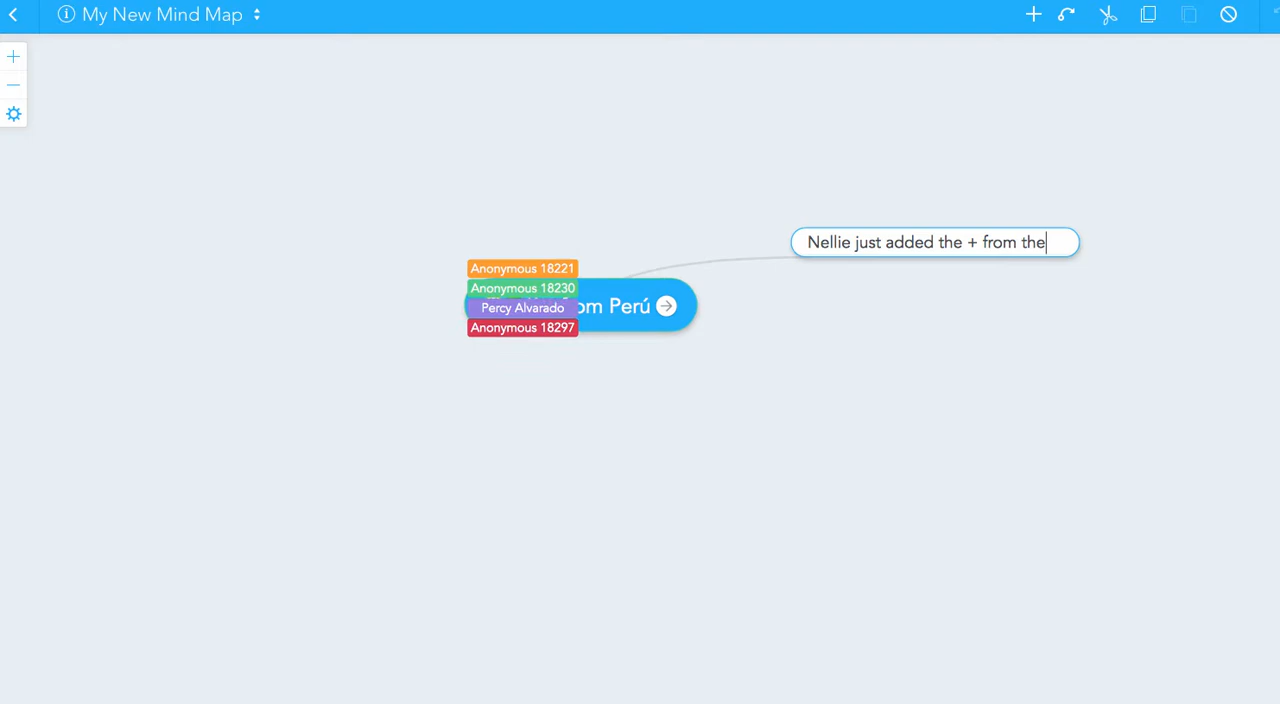 My New Mind Map
Nellie just added the + from the
Anonymous 18221
Anonymous 18230
Percy Alvarado
Perú
Anonymous 18297